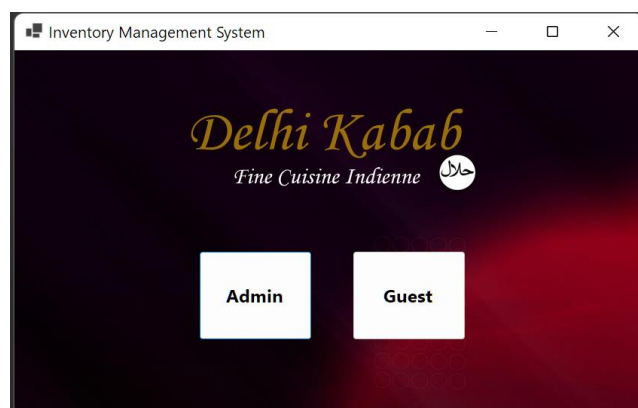 Inventory Management System
Delhi Kabab
Fine Cuisine Indienne
حلال
Admin
Guest